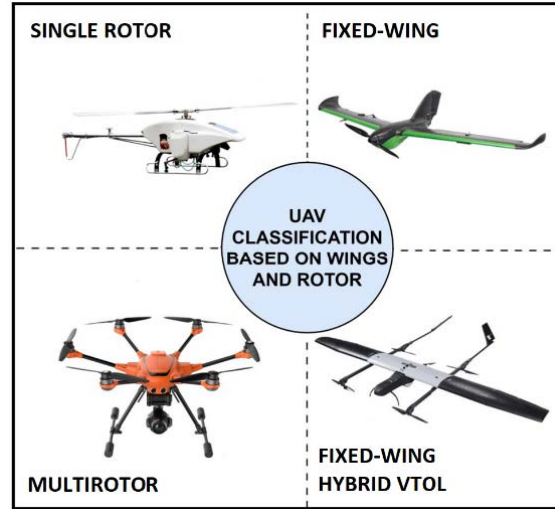 SINGLE ROTOR
FIXED-WING
UAV
CLASSIFICATION
BASED ON WINGS
AND ROTOR
MULTIROTOR
FIXED-WING
HYBRID VTOL